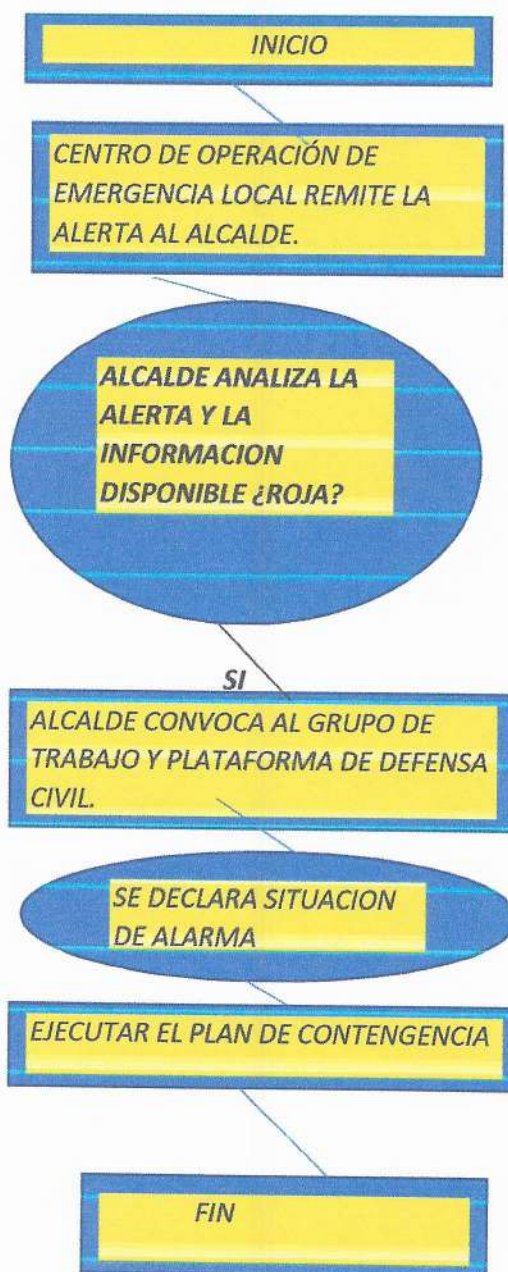 INICIO
CENTRO DE OPERACIÓN DE
EMERGENCIA LOCAL REMITE LA
ALERTA AL ALCALDE.
ALCALDE ANALIZA LA
ALERTA Y LA
INFORMACION
DISPONIBLE ¿ROJA?
SI
ALCALDE CONVOCA AL GRUPO DE
TRABAJO Y PLATAFORMA DE DEFENSA
CIVIL.
SE DECLARA SITUACION
DE ALARMA
EJECUTAR EL PLAN DE CONTENGENCIA
FIN